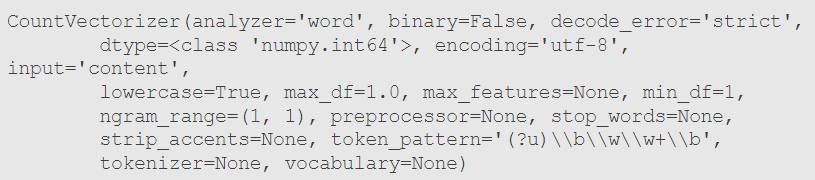 CountVectorizer(analyzer='word', binary=False, decode_error='strict',
dtype=<class 'numpy.int64'>, encoding='utf-8',
input='content',
lowercase=True, max_df=1.0, max_features=None, min_df=1,
ngram_range=(1, 1), preprocessor=None, stop_words=None,
strip_accents=None, token_pattern='(?u)\\b\\w\\w+\\b',
tokenizer=None, vocabulary=None)